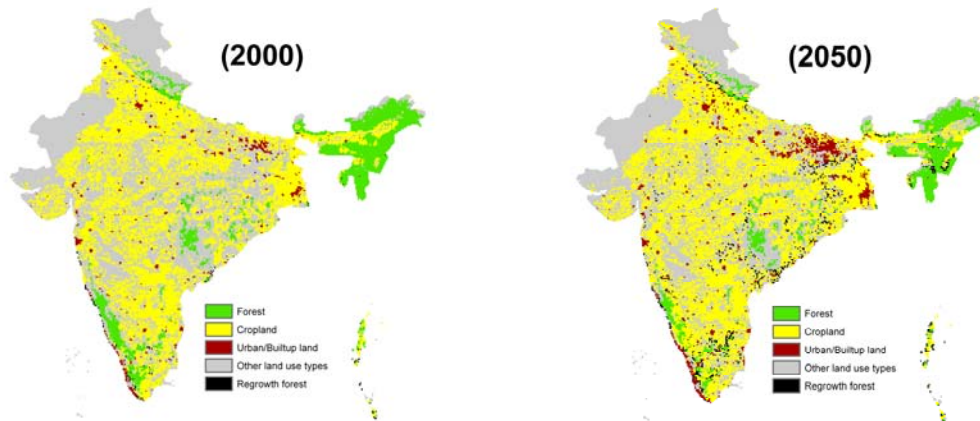 (2000)
Forest
Cropland
Urban/Builtup land
Other land use types
Regrowth forest
(2050)
Forest
Cropland
Urban/Builtup land
Other land use types
Regrowth forest